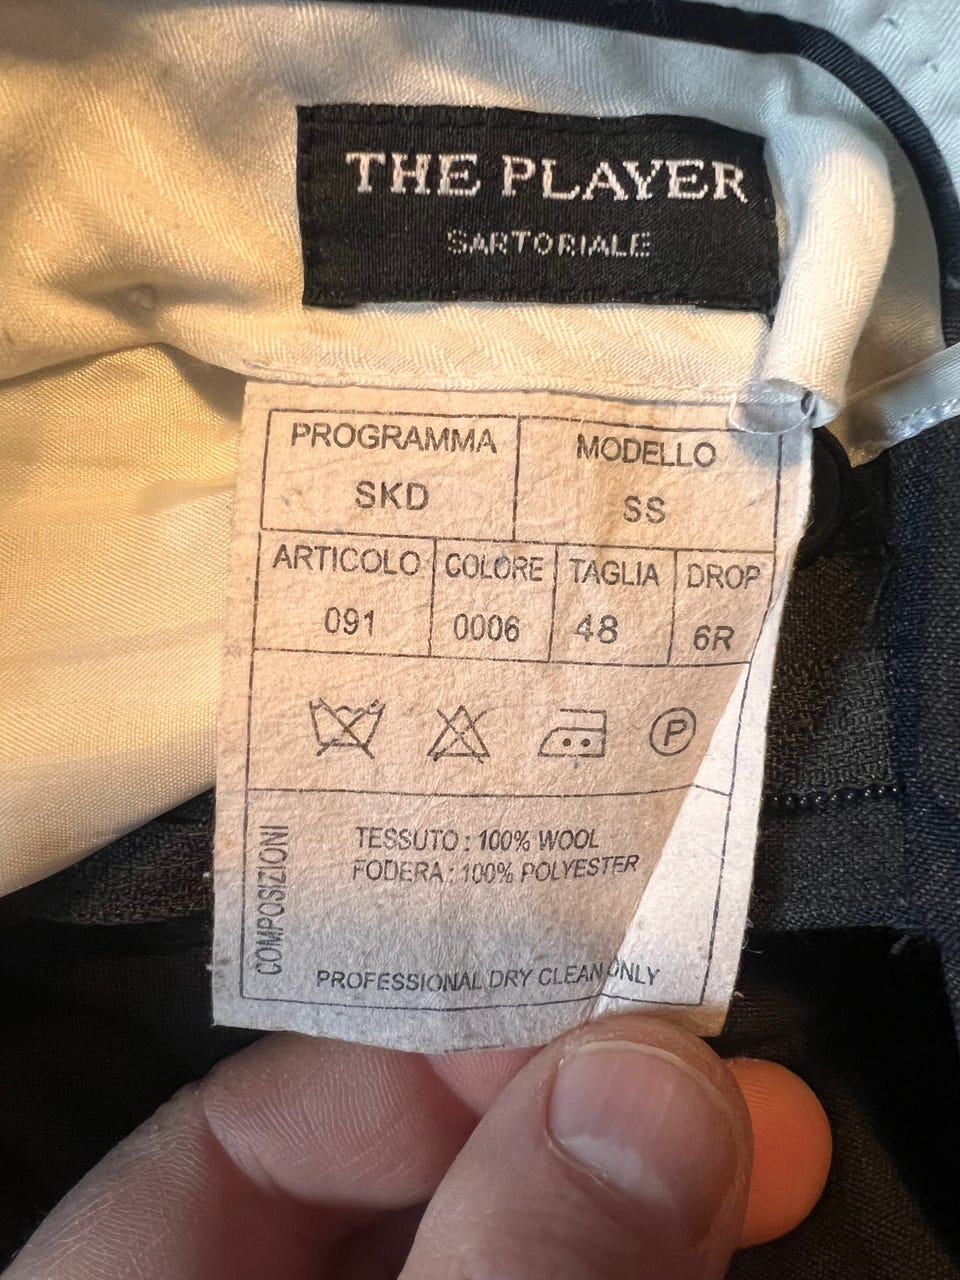 THE PLAYER
SARTORIALE
PROGRAMMA MODELLO
SKD SS
ARTICOLO COLORE TAGLIA DROP
091 0006 48 6R
P
COMPOSIZIONI
TESSUTO : 100% WOOL
FODERA : 100% POLYESTER
PROFESSIONAL DRY CLEAN ONLY